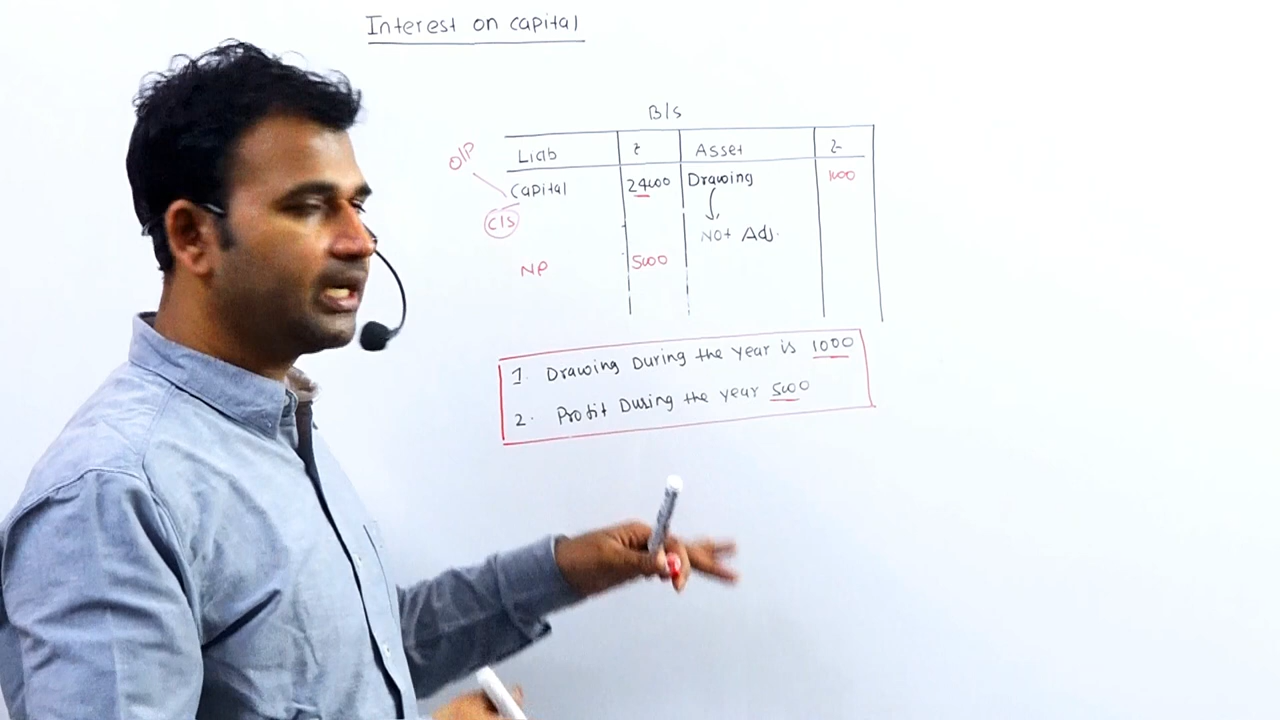 Interest on capital
B/s
Liab ₹ Asset ₹
O/P
Capital 24000 Drawing 1000
C/S
Not Adj.
NP 5000
1. Drawing During the year is 1000
2. Profit During the year 5000